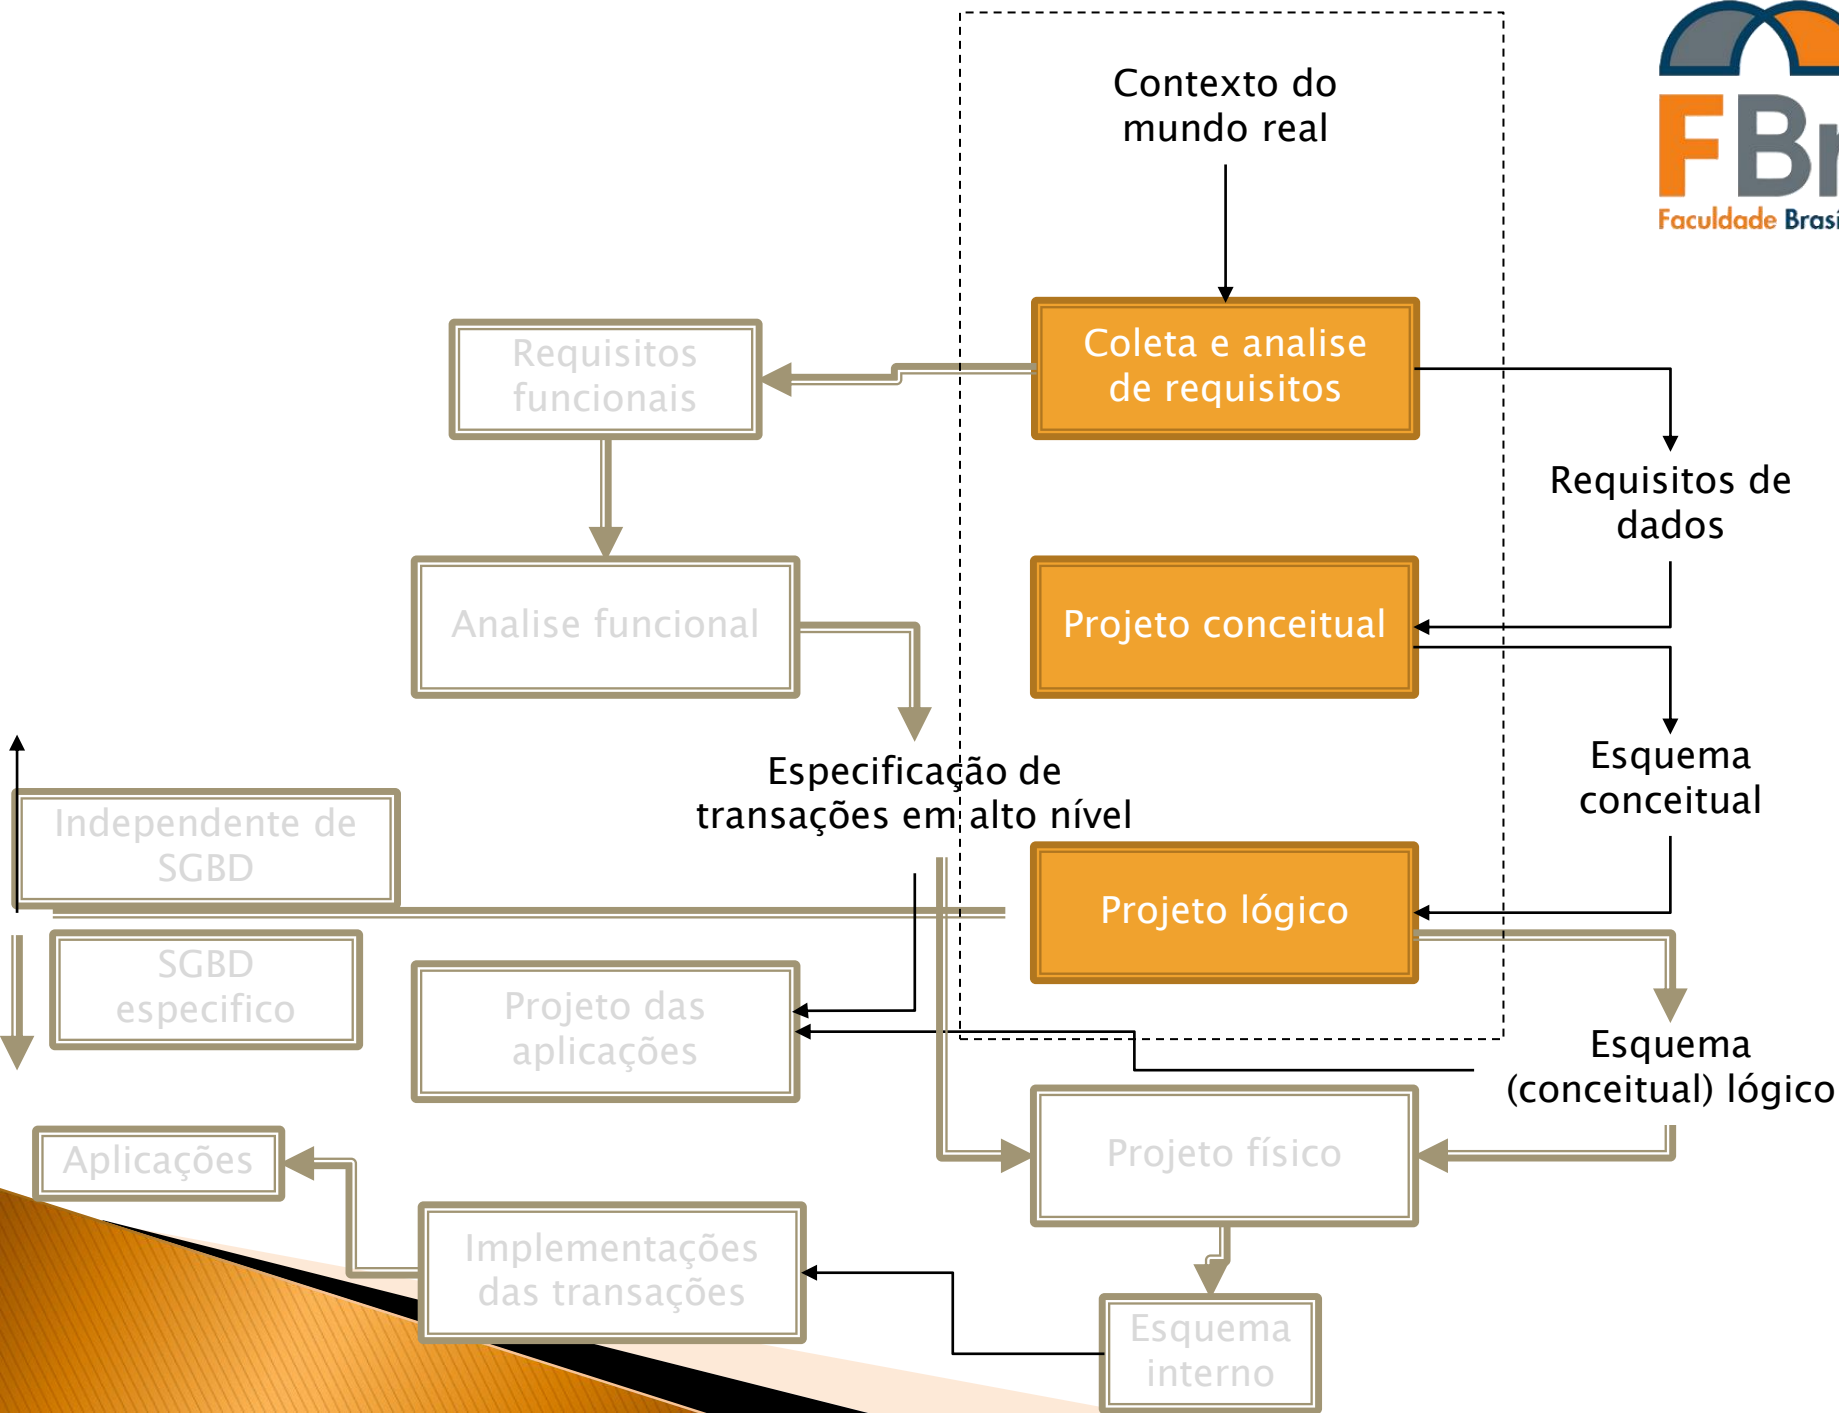 Contexto do
mundo real
Faculdade
Coleta e analise
de requisitos
Requisitos
funcionais
Requisitos de
dados
Analise funcional
Projeto conceitual
Especificação de
transações em alto nível
Esquema
conceitual
Independente de
SGBD
Projeto lógico
SGBD
especifico
Projeto das
aplicações
Esquema
(conceitual) lógico
Aplicações
Projeto físico
Implementações
das transações
Esquema
interno